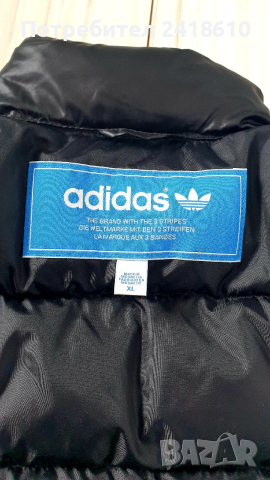 Потребител 2418610
adidas
THE BRAND WITH THE 3 STRIPES
DIE WELTMARKE MIT DEN 3 STREIFEN
LA MARQUE AUX 3 BANDES
XL
BAZAR